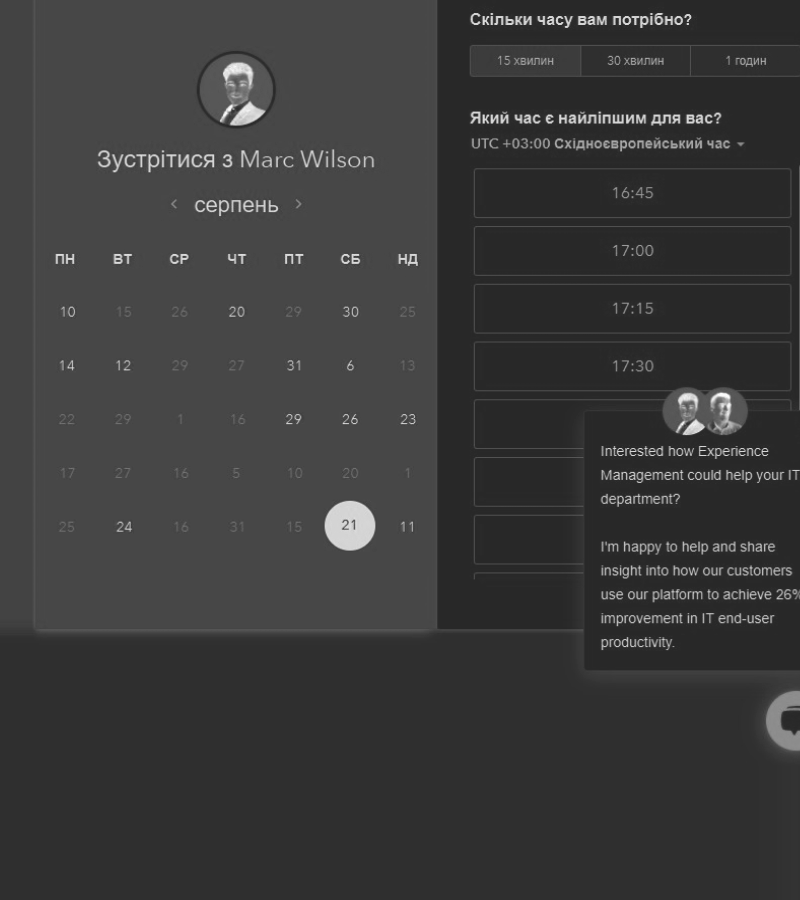 Зустрітися з Marc Wilson
серпень
ПН ВТ СР ЧТ ПТ СБ НД
10 15 26 20 29 30 25
14 12 29 27 31 6 13
22 29 1 16 29 26 23
17 27 16 5 10 20 1
25 24 16 31 15 21 11
Скільки часу вам потрібно?
15 хвилин 30 хвилин 1 годин
Який час є найліпшим для вас?
UTC +03:00 Східноєвропейський час
16:45
17:00
17:15
17:30
Interested how Experience
Management could help your IT
department?
I'm happy to help and share
insight into how our customers
use our platform to achieve 26%
improvement in IT end-user
productivity.